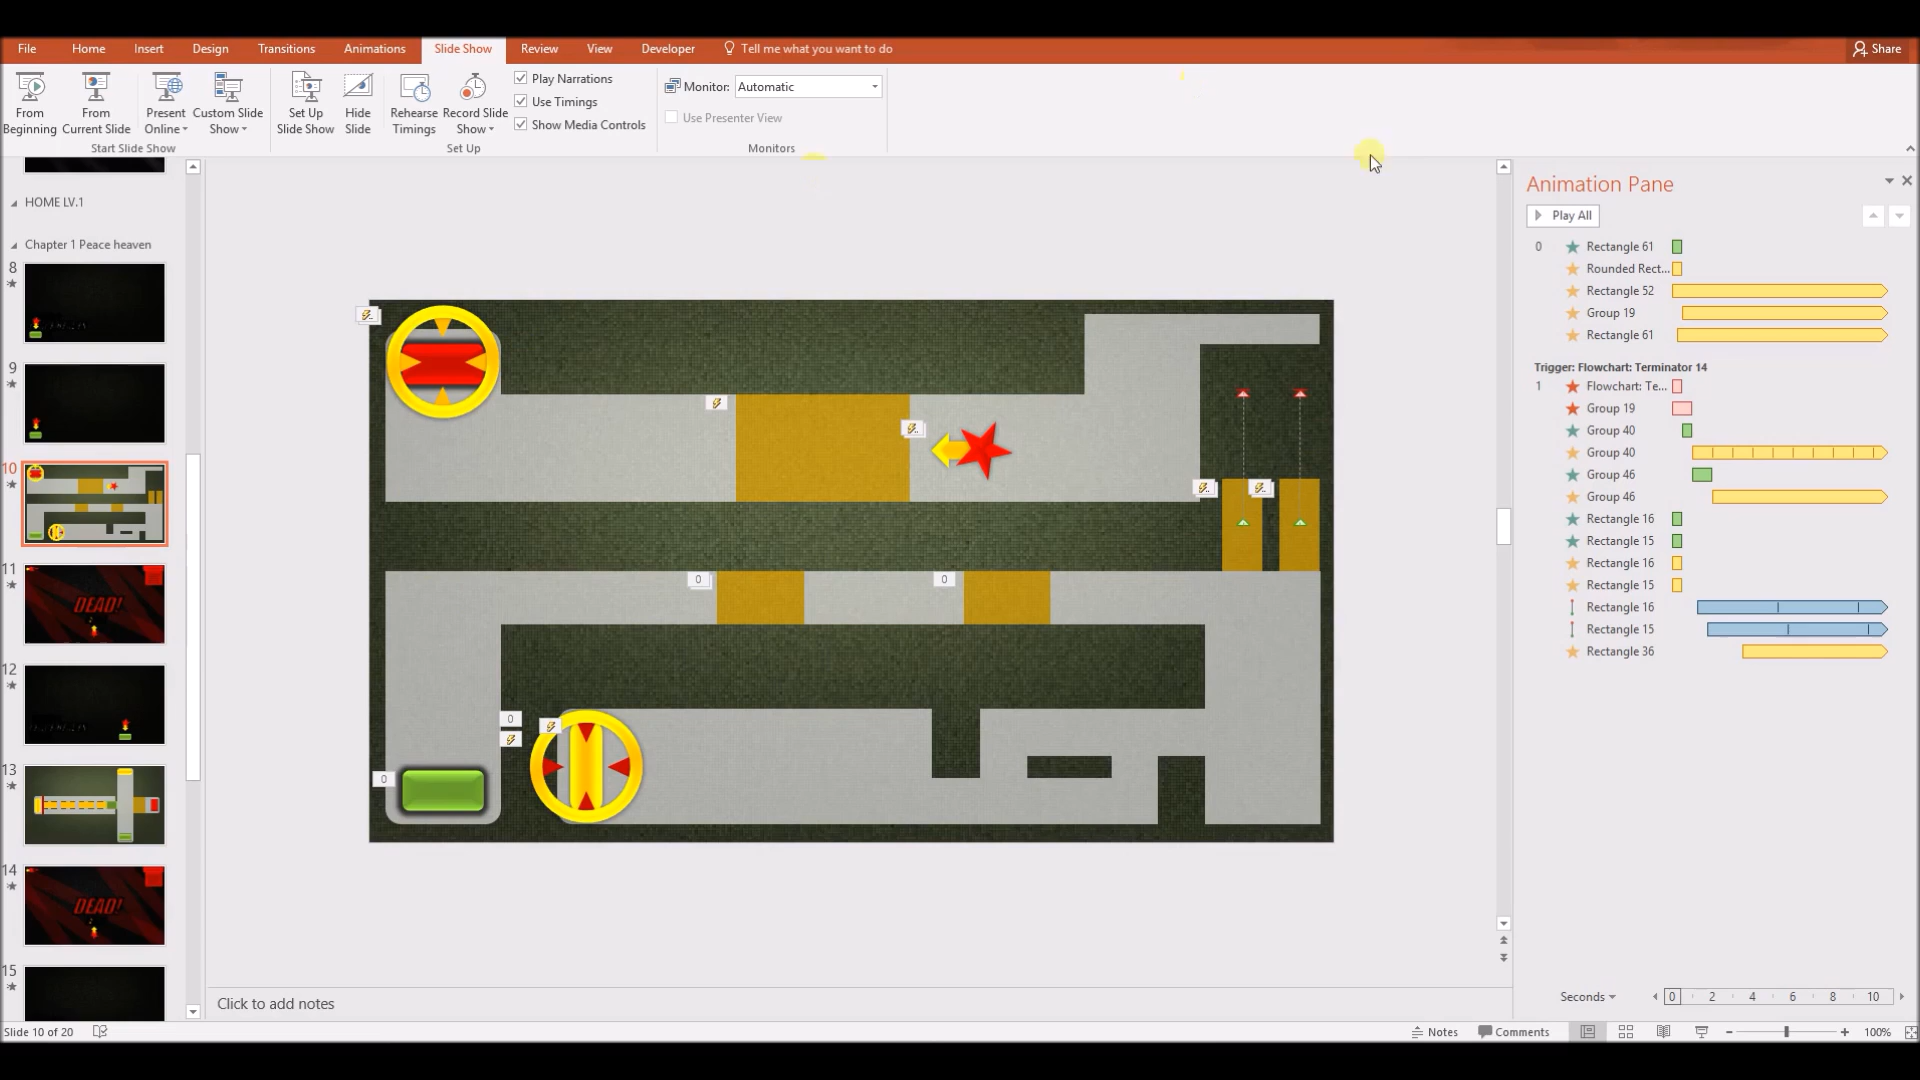 File Home Insert Design Transitions Animations Slide Show Review View Developer Tell me what you want to do Share
From Beginning
From Current Slide
Present Online
Custom Slide Show
Start Slide Show
Set Up Slide Show
Hide Slide
Rehearse Timings
Record Slide Show
Play Narrations
Use Timings
Show Media Controls
Set Up
Monitor: Automatic
Use Presenter View
Monitors
HOME LV.1
Chapter 1 Peace heaven
8
9
10
11
DEAD!
12
13
14
DEAD!
15
0
0
0
0
Click to add notes
Animation Pane
Play All
0 Rectangle 61
Rounded Rect...
Rectangle 52
Group 19
Rectangle 61
Trigger: Flowchart: Terminator 14
1 Flowchart: Te...
Group 19
Group 40
Group 40
Group 46
Group 46
Rectangle 16
Rectangle 15
Rectangle 16
Rectangle 15
Rectangle 16
Rectangle 15
Rectangle 36
Seconds 0 2 4 6 8 10
Slide 10 of 20
Notes Comments 100%